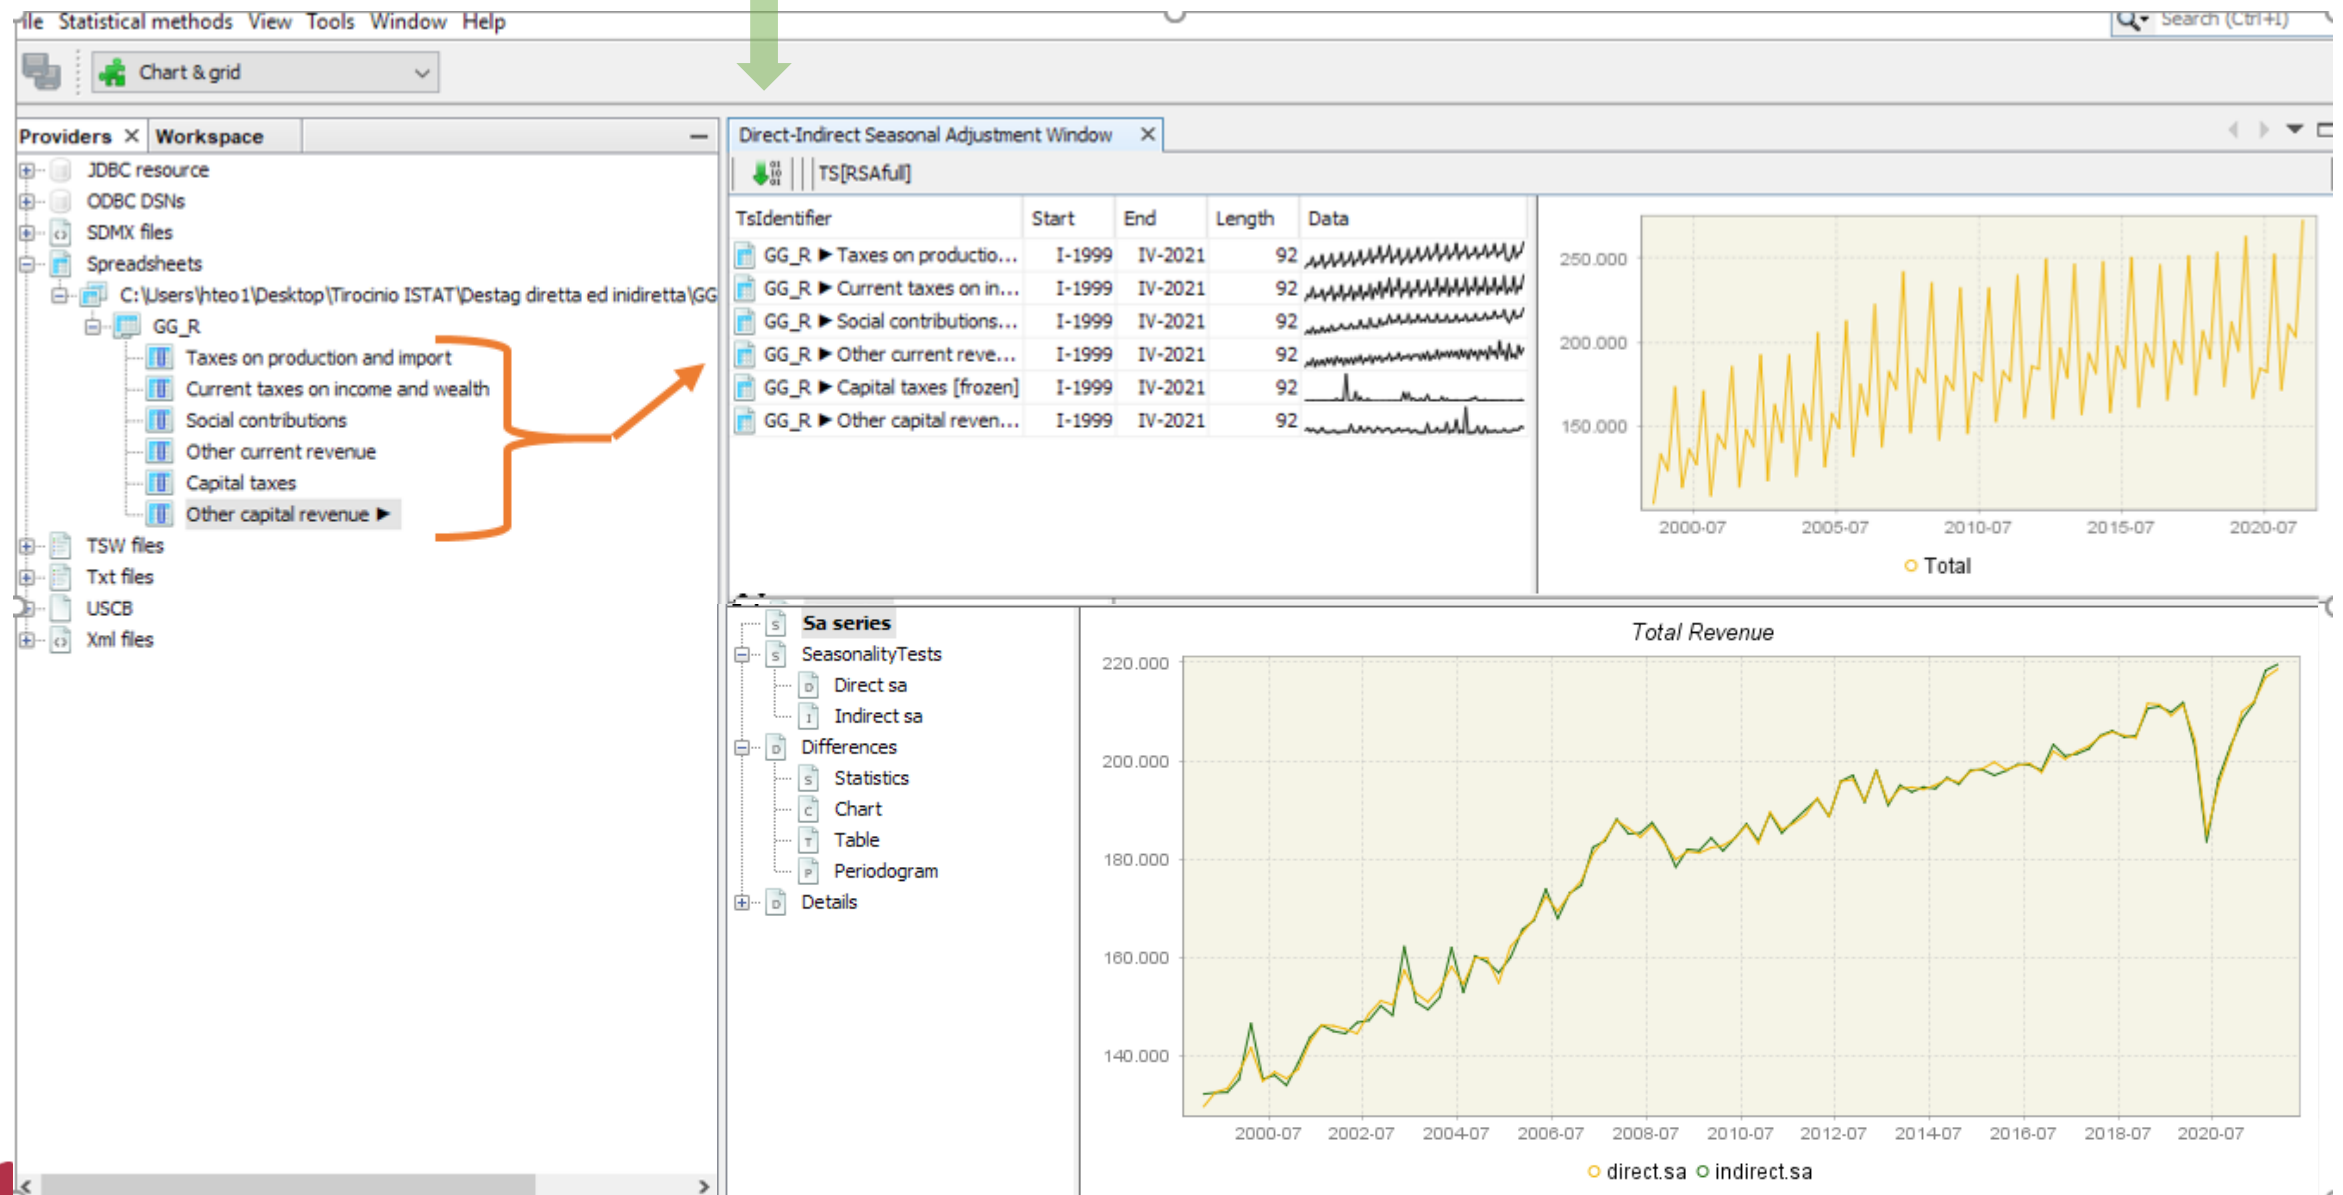 ile Statistical methods View Tools Window Help
Search (Ctrl+I)
Chart & grid
Providers Workspace
JDBC resource
ODBC DSNs
SDMX files
Spreadsheets
C:\Users\hteo1\Desktop\Tirocinio ISTAT\Destag diretta ed inidiretta\GG
GG_R
Taxes on production and import
Current taxes on income and wealth
Social contributions
Other current revenue
Capital taxes
Other capital revenue ►
TSW files
Txt files
USCB
Xml files
Direct-Indirect Seasonal Adjustment Window
TS[RSAfull]
TsIdentifier Start End Length Data
GG_R ► Taxes on productio... I-1999 IV-2021 92
GG_R ► Current taxes on in... I-1999 IV-2021 92
GG_R ► Social contributions... I-1999 IV-2021 92
GG_R ► Other current reve... I-1999 IV-2021 92
GG_R ► Capital taxes [frozen] I-1999 IV-2021 92
GG_R ► Other capital reven... I-1999 IV-2021 92
250.000
200.000
150.000
2000-07 2005-07 2010-07 2015-07 2020-07
Total
Sa series
SeasonalityTests
Direct sa
Indirect sa
Differences
Statistics
Chart
Table
Periodogram
Details
Total Revenue
220.000
200.000
180.000
160.000
140.000
2000-07 2002-07 2004-07 2006-07 2008-07 2010-07 2012-07 2014-07 2016-07 2018-07 2020-07
direct.sa indirect.sa